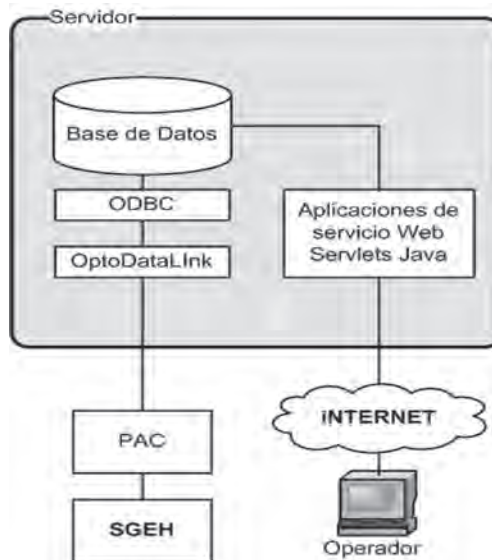 Servidor
Base de Datos
ODBC
OptoDataLInk
Aplicaciones de
servicio Web
Servlets Java
PAC
SGEH
iNTERNET
Operador